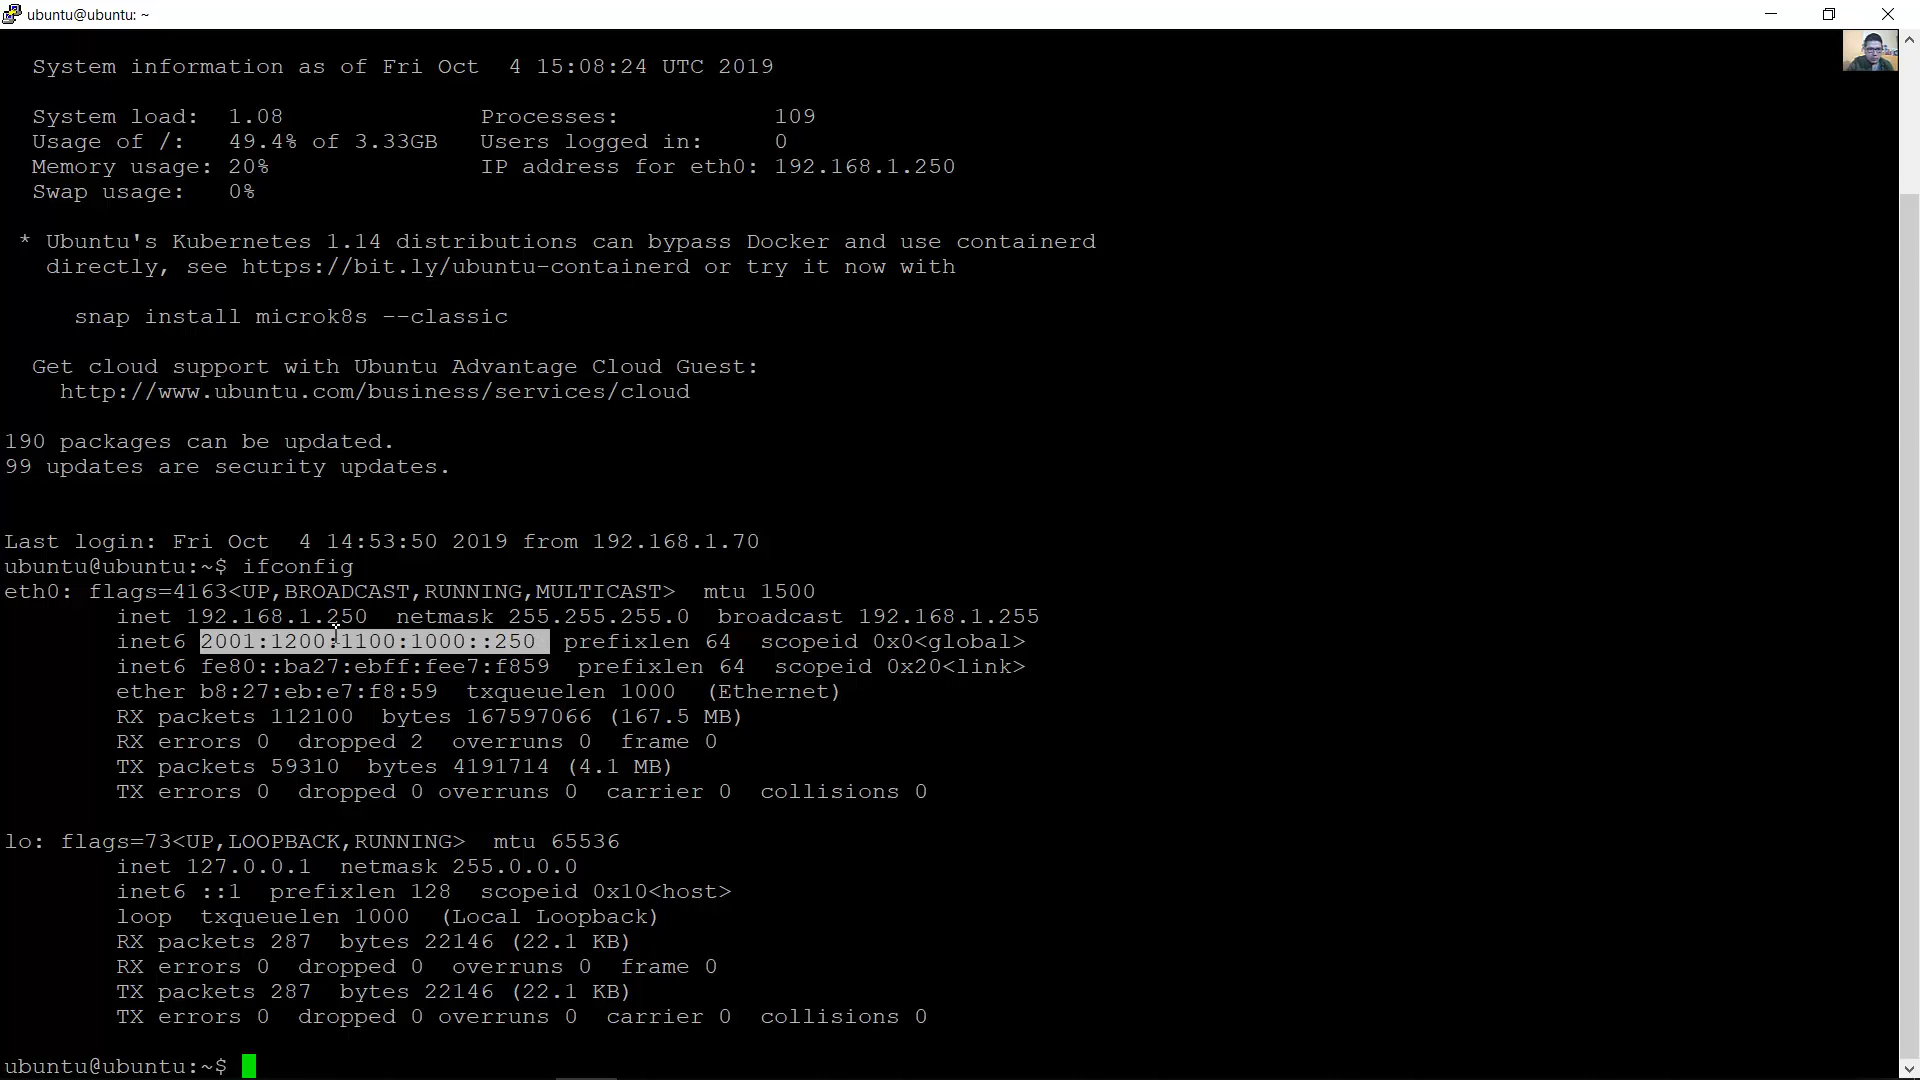 ubuntu@ubuntu: ~
System information as of Fri Oct  4 15:08:24 UTC 2019
System load:  1.08              Processes:           109
Usage of /:   49.4% of 3.33GB   Users logged in:     0
Memory usage: 20%               IP address for eth0: 192.168.1.250
Swap usage:   0%
* Ubuntu's Kubernetes 1.14 distributions can bypass Docker and use containerd
directly, see https://bit.ly/ubuntu-containerd or try it now with
snap install microk8s --classic
Get cloud support with Ubuntu Advantage Cloud Guest:
http://www.ubuntu.com/business/services/cloud
190 packages can be updated.
99 updates are security updates.
Last login: Fri Oct  4 14:53:50 2019 from 192.168.1.70
ubuntu@ubuntu:~$ ifconfig
eth0: flags=4163<UP,BROADCAST,RUNNING,MULTICAST>  mtu 1500
inet 192.168.1.250  netmask 255.255.255.0  broadcast 192.168.1.255
inet6 2001:1200:1100:1000::250  prefixlen 64  scopeid 0x0<global>
inet6 fe80::ba27:ebff:fee7:f859  prefixlen 64  scopeid 0x20<link>
ether b8:27:eb:e7:f8:59  txqueuelen 1000  (Ethernet)
RX packets 112100  bytes 167597066 (167.5 MB)
RX errors 0  dropped 2  overruns 0  frame 0
TX packets 59310  bytes 4191714 (4.1 MB)
TX errors 0  dropped 0 overruns 0  carrier 0  collisions 0
lo: flags=73<UP,LOOPBACK,RUNNING>  mtu 65536
inet 127.0.0.1  netmask 255.0.0.0
inet6 ::1  prefixlen 128  scopeid 0x10<host>
loop  txqueuelen 1000  (Local Loopback)
RX packets 287  bytes 22146 (22.1 KB)
RX errors 0  dropped 0  overruns 0  frame 0
TX packets 287  bytes 22146 (22.1 KB)
TX errors 0  dropped 0 overruns 0  carrier 0  collisions 0
ubuntu@ubuntu:~$